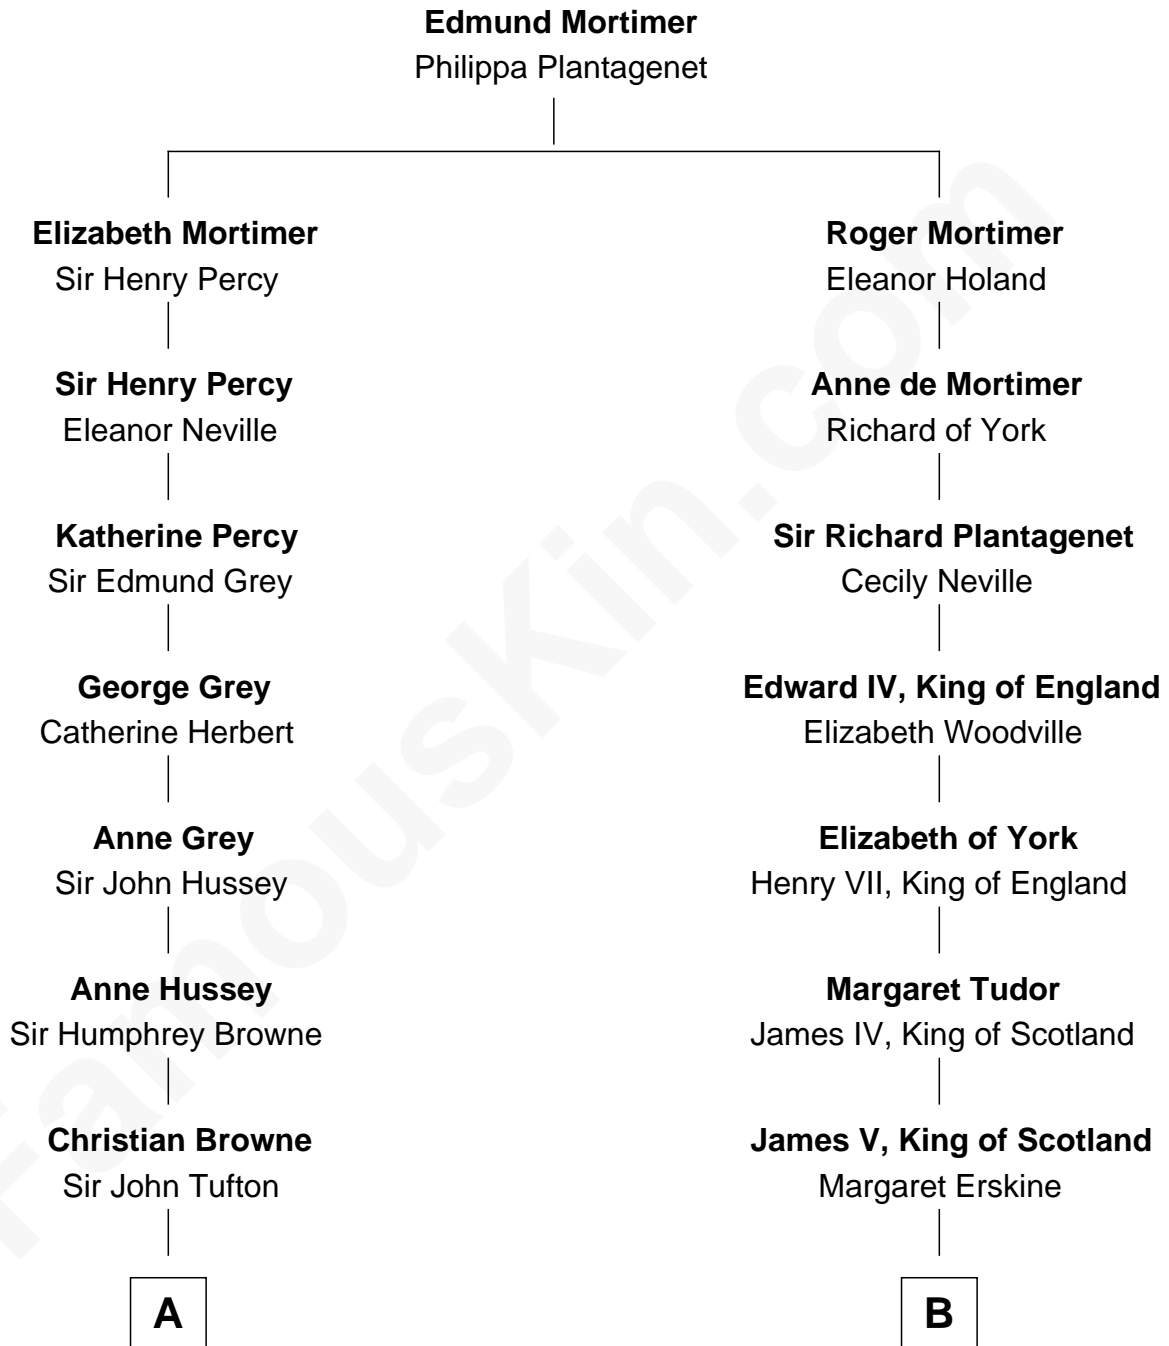 Edmund Mortimer
Philippa Plantagenet
Elizabeth Mortimer
Sir Henry Percy
Sir Henry Percy
Eleanor Neville
Katherine Percy
Sir Edmund Grey
George Grey
Catherine Herbert
Anne Grey
Sir John Hussey
Anne Hussey
Sir Humphrey Browne
Christian Browne
Sir John Tufton
A
Roger Mortimer
Eleanor Holand
Anne de Mortimer
Richard of York
Sir Richard Plantagenet
Cecily Neville
Edward IV, King of England
Elizabeth Woodville
Elizabeth of York
Henry VII, King of England
Margaret Tudor
James IV, King of Scotland
James V, King of Scotland
Margaret Erskine
B
FamousKin.com